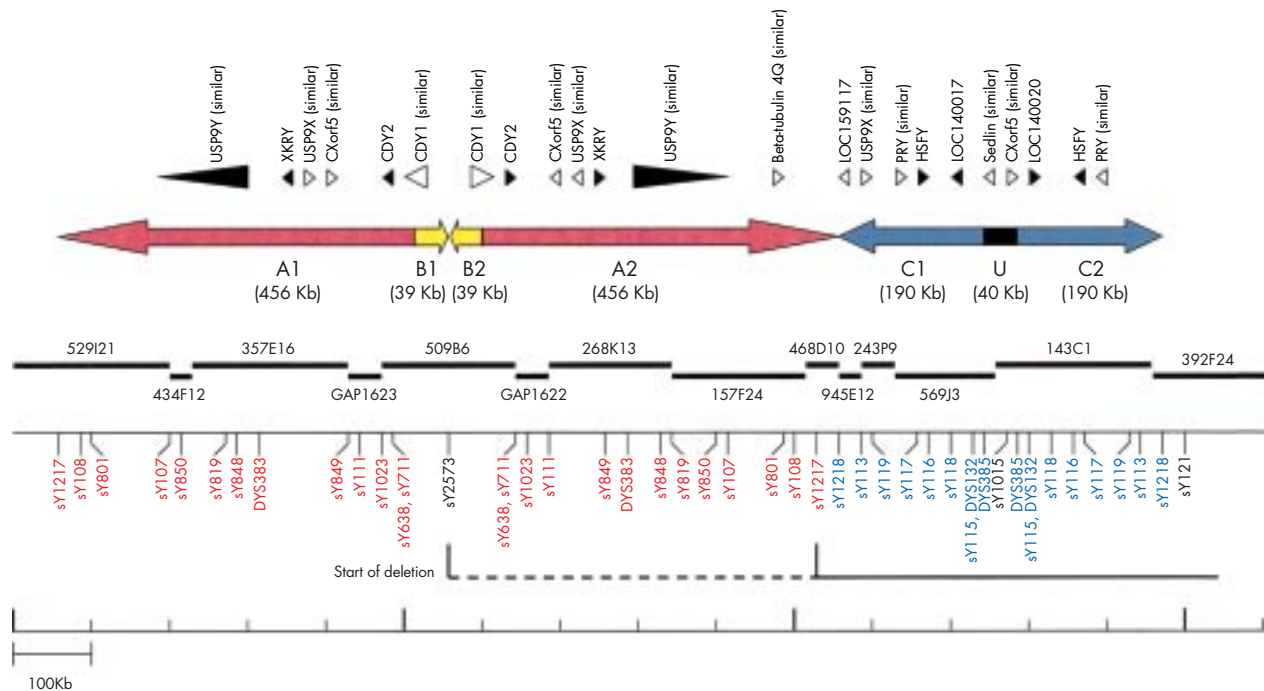 USP9Y (similar)
XKRY
USP9X (similar)
CXorf5 (similar)
CDY2
CDY1 (similar)
CDY1 (similar)
CDY2
CXorf5 (similar)
USP9X (similar)
XKRY
USP9Y (similar)
Beta-tubulin 4Q (similar)
LOC159117
USP9X (similar)
PRY (similar)
HSFY
LOC140017
Sedlin (similar)
CXorf5 (similar)
LOC140020
HSFY
PRY (similar)
A1 B1 B2 A2 C1 U C2
(456 Kb) (39 Kb) (39 Kb) (456 Kb) (190 Kb) (40 Kb) (190 Kb)
529I21 357E16 509B6 268K13 468D10 243P9 143C1 392F24
434F12 GAP1623 GAP1622 157F24 945E12 569J3
sY1217
sY108
sY801
sY107
sY850
sY819
sY848
DYS383
sY849
sY111
sY1023
sY638, sY711
sY2573
sY638, sY711
sY1023
sY111
sY849
DYS383
sY848
sY819
sY850
sY107
sY801
sY108
sY1217
sY1218
sY113
sY119
sY117
sY116
sY118
sY115, DYS132
DYS385
sY1015
DYS385
sY115, DYS132
sY118
sY116
sY117
sY119
sY113
sY1218
sY121
Start of deletion
100Kb